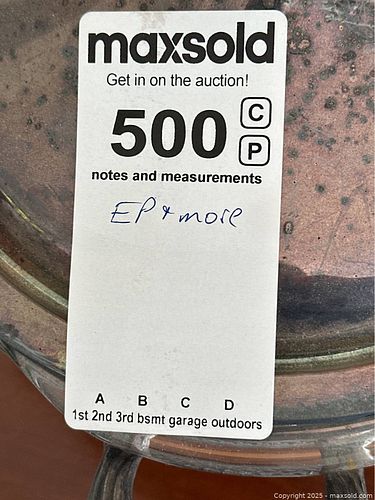 maxsold
Get in on the auction!
500 C
P
notes and measurements
EP + more
A B C D
1st 2nd 3rd bsmt garage outdoors
Copyright 2025 - maxsold.com